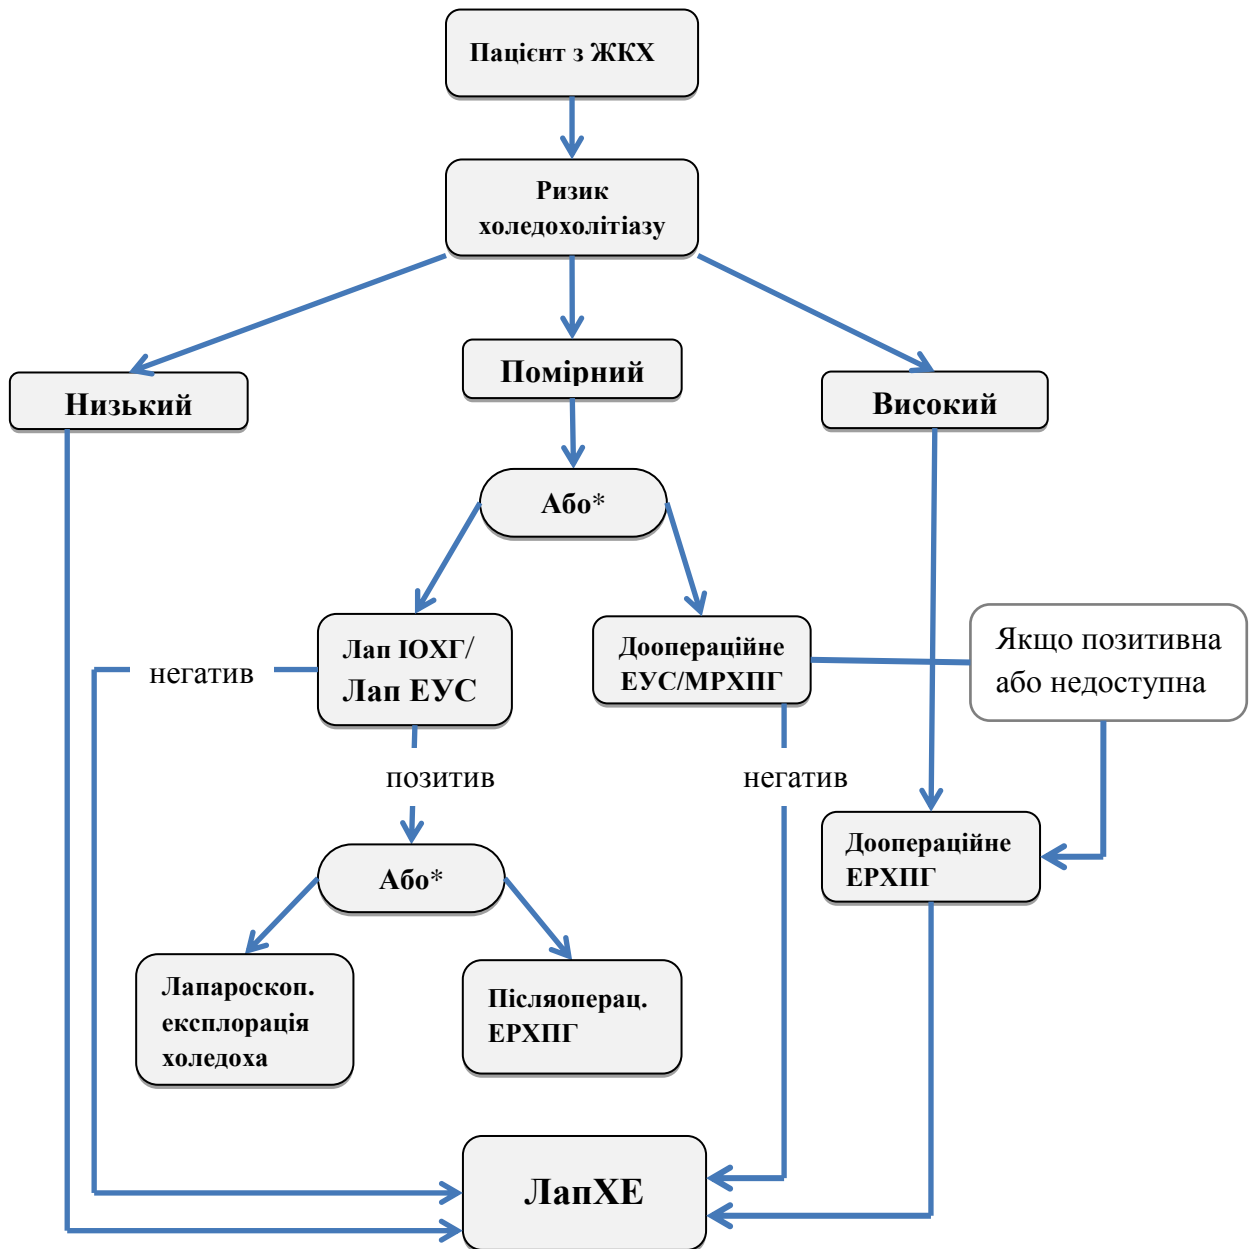 Пацієнт з ЖКХ
Ризик
холедохолітіазу
Низький
Помірний
Високий
Або*
Лап ІОХГ/
Лап ЕУС
Доопераційне
ЕУС/МРХПГ
Якщо позитивна
або недоступна
негатив
позитив
негатив
Доопераційне
ЕРХПГ
Або*
Лапароскоп.
експлорація
холедоха
Післяоперац.
ЕРХПГ
ЛапХЕ